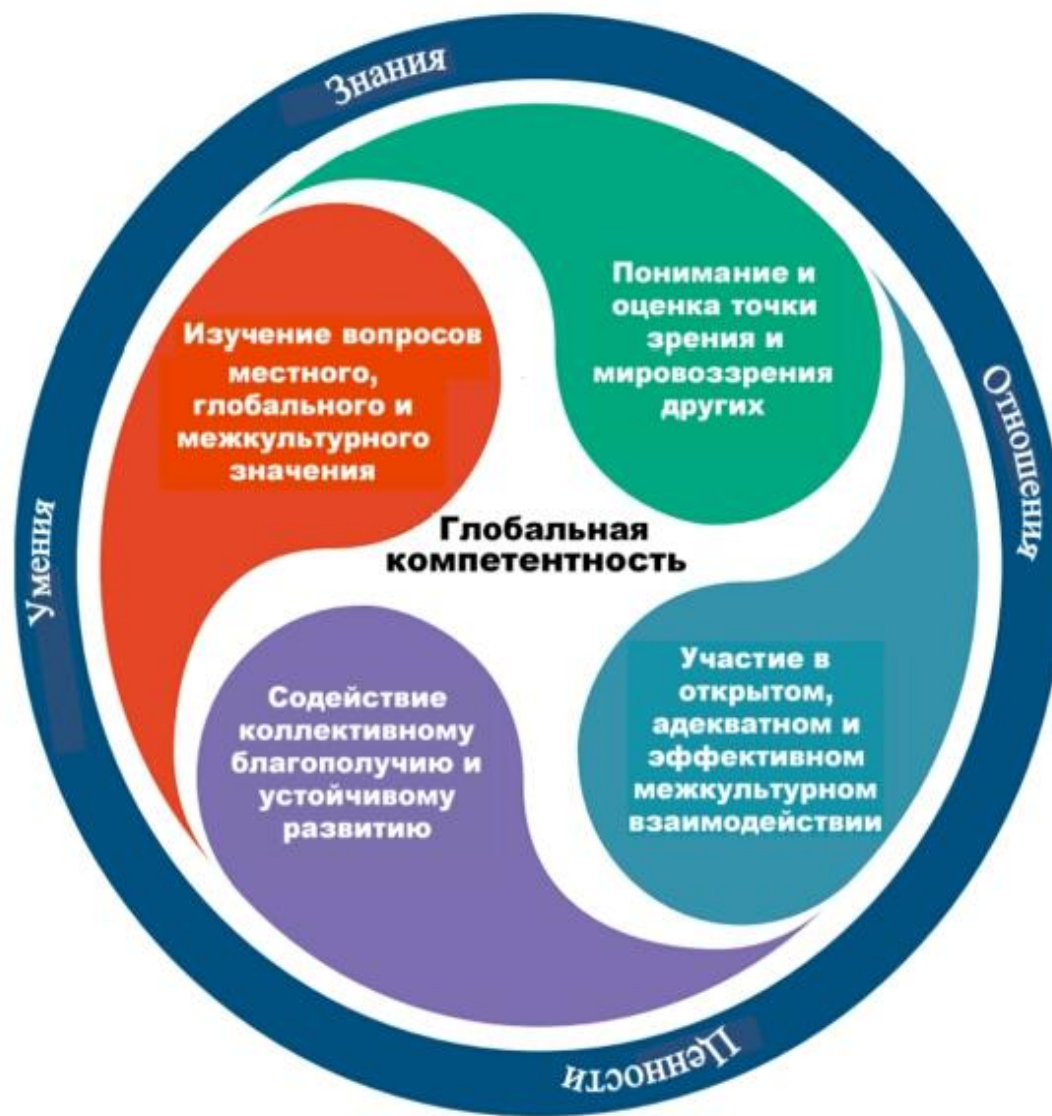 Знания
Изучение вопросов
местного,
глобального и
межкультурного
значения
Понимание и
оценка точки
зрения и
мировоззрения
других
Отношения
Умения
Глобальная
компетентность
Содействие
коллективному
благополучию и
устойчивому
развитию
Участие в
открытом,
адекватном и
эффективном
межкультурном
взаимодействии
Ценности